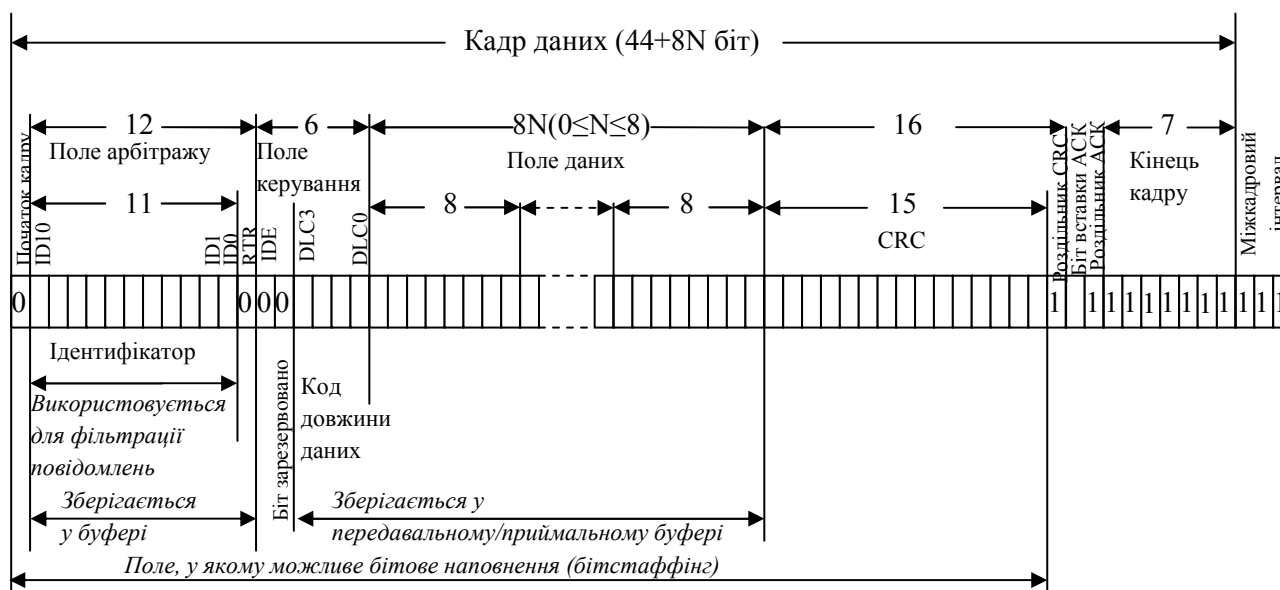 Кадр даних (44+8N біт)
12
6
8N(0≤N≤8)
16
7
Поле арбітражу
Поле
керування
Поле даних
Кінець
кадру
11
8
8
15
CRC
Початок кадру
ID10
ID1
ID0
RTR
IDE
DLC3
DLC0
Роздільник CRC
Біт вставки АСК
Роздільник АСК
Міжкадровий
інтервал
0 0 0 0 1 1 1 1 1 1 1 1 1 1 1 1
Ідентифікатор
Використовується
для фільтрації
повідомлень
Біт зарезервовано
Код
довжини
даних
Зберігається
у буфері
Зберігається у
передавальному/приймальному буфері
Поле, у якому можливе бітове наповнення (бітстаффінг)